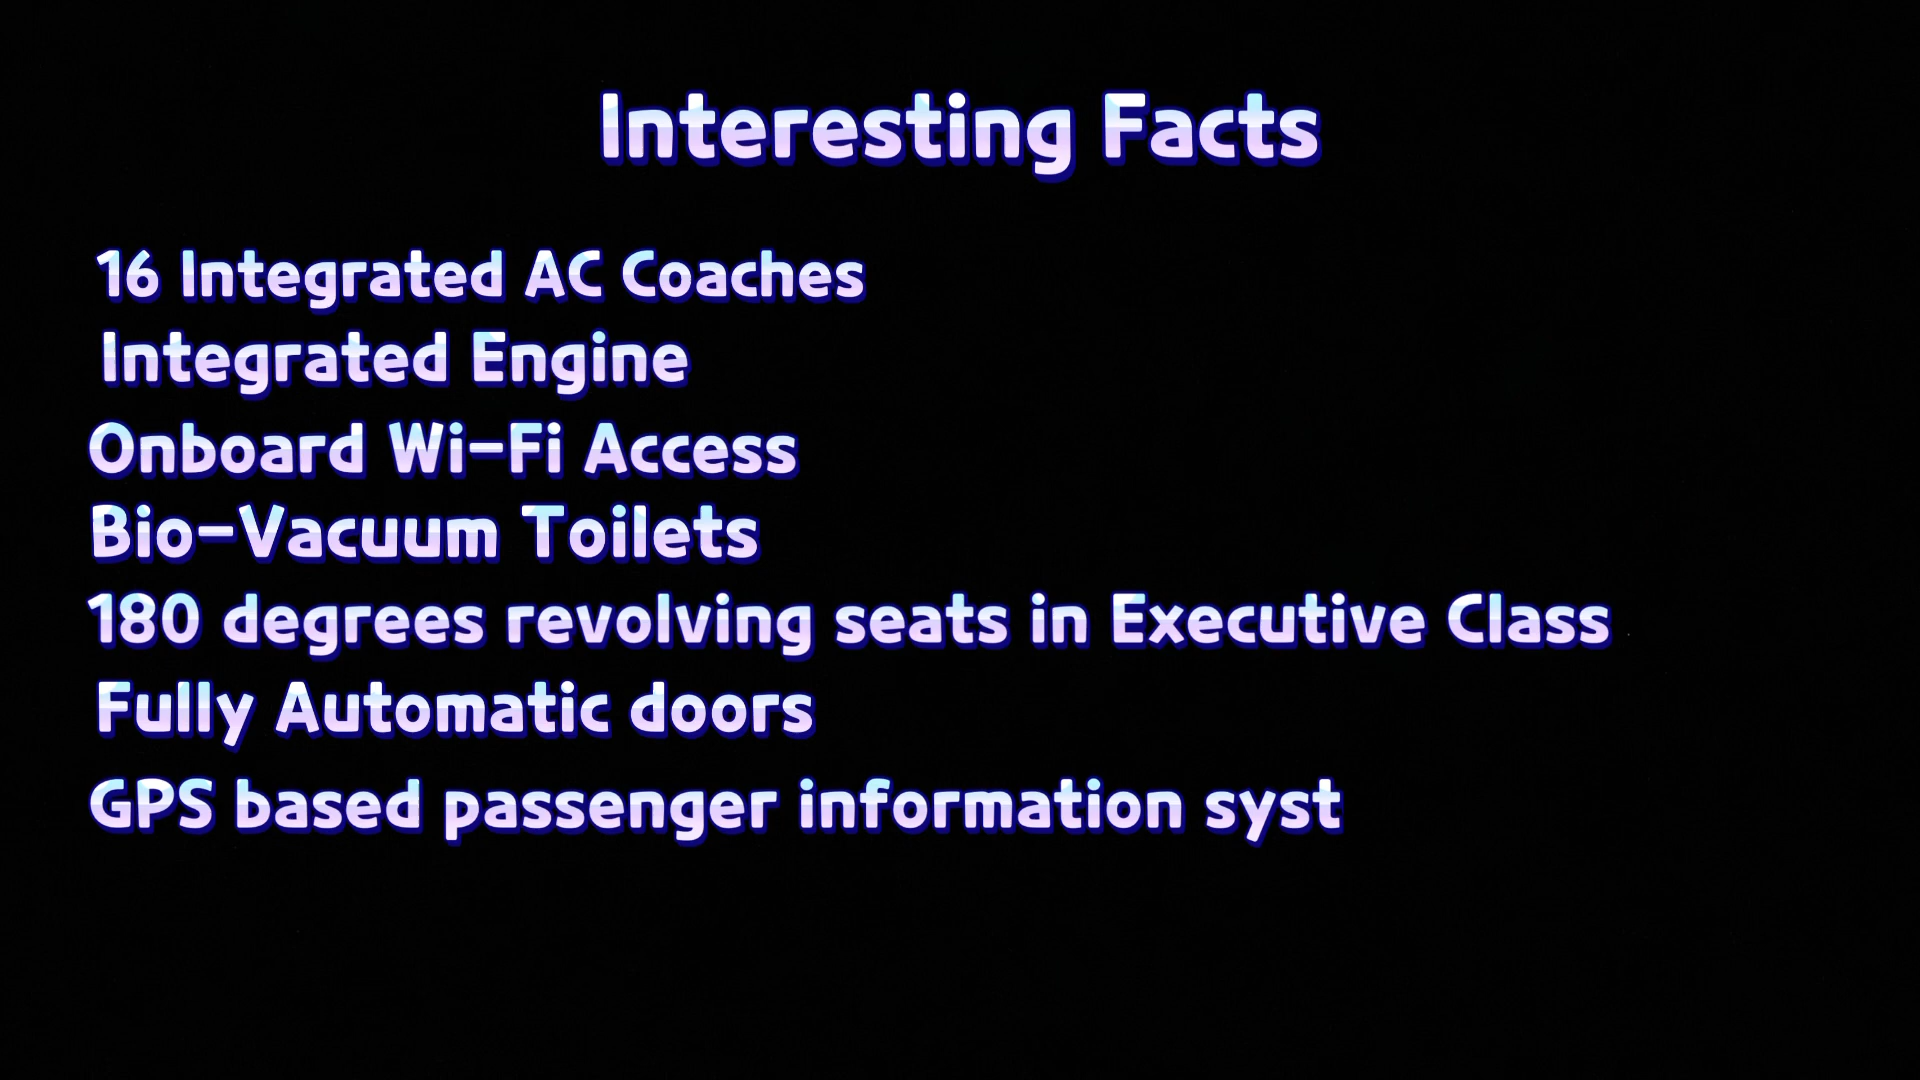 Interesting Facts
16 Integrated AC Coaches
Integrated Engine
Onboard Wi-Fi Access
Bio-Vacuum Toilets
180 degrees revolving seats in Executive Class
Fully Automatic doors
GPS based passenger information syst